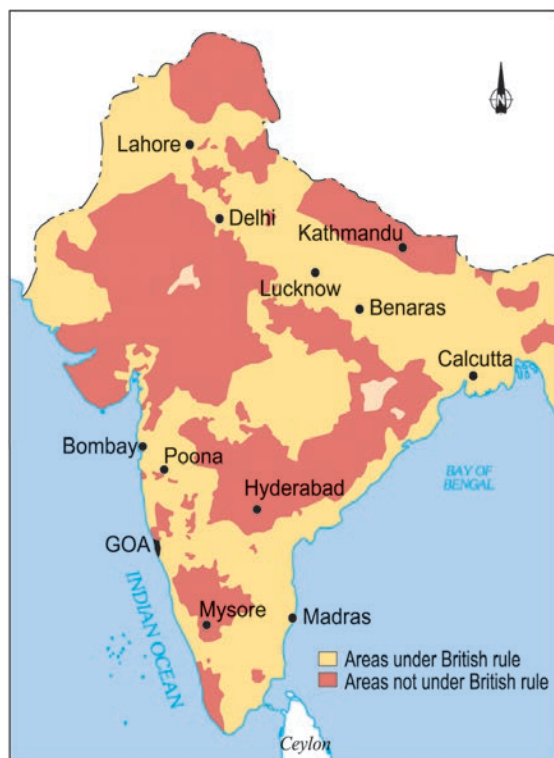 N
Lahore
Delhi
Kathmandu
Lucknow
Benaras
Calcutta
Bombay
Poona
BAY OF
BENGAL
Hyderabad
GOA
INDIAN OCEAN
Mysore
Madras
Areas under British rule
Areas not under British rule
Ceylon